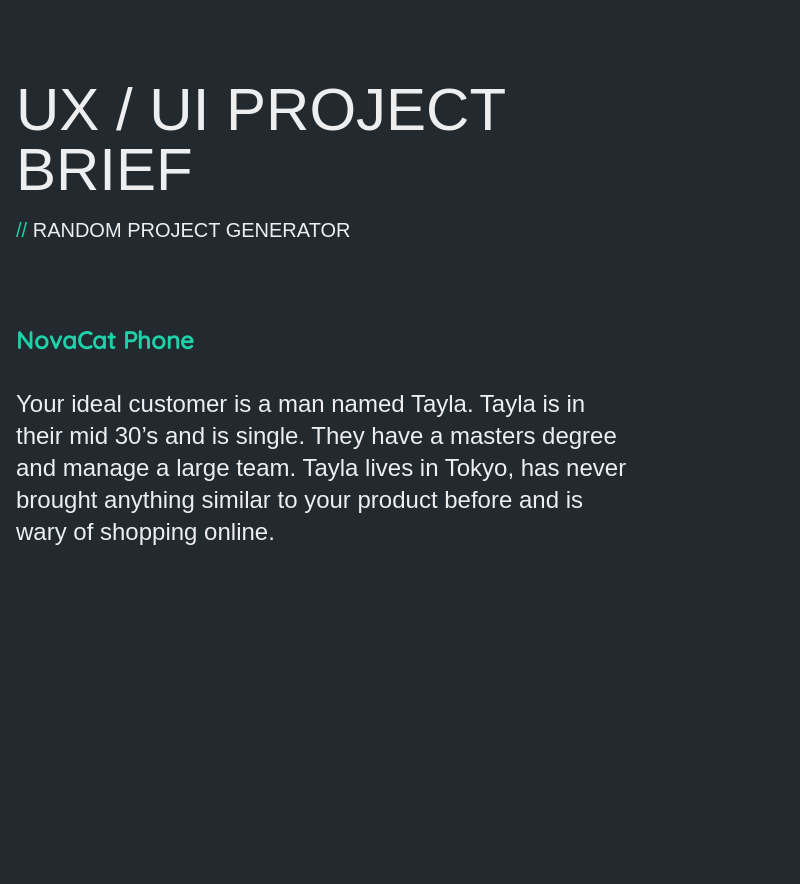 UX / UI PROJECT
BRIEF
// RANDOM PROJECT GENERATOR
NovaCat Phone
Your ideal customer is a man named Tayla. Tayla is in
their mid 30’s and is single. They have a masters degree
and manage a large team. Tayla lives in Tokyo, has never
brought anything similar to your product before and is
wary of shopping online.